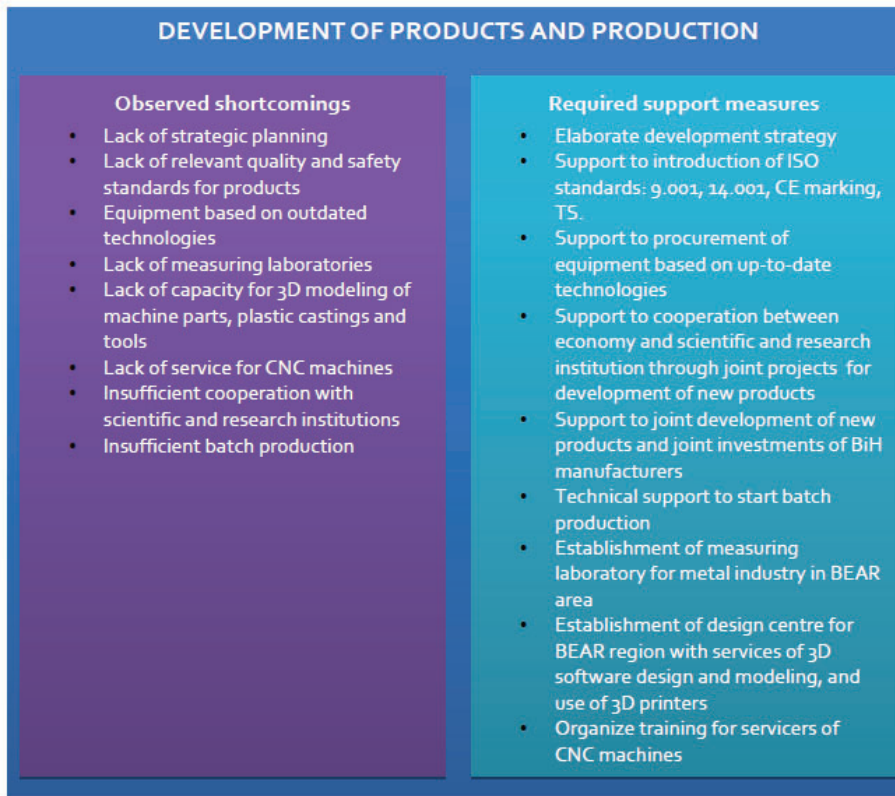 DEVELOPMENT OF PRODUCTS AND PRODUCTION
Observed shortcomings
• Lack of strategic planning
• Lack of relevant quality and safety
standards for products
• Equipment based on outdated
technologies
• Lack of measuring laboratories
• Lack of capacity for 3D modeling of
machine parts, plastic castings and
tools
• Lack of service for CNC machines
• Insufficient cooperation with
scientific and research institutions
• Insufficient batch production
Required support measures
• Elaborate development strategy
• Support to introduction of ISO
standards: 9.001, 14.001, CE marking,
TS.
• Support to procurement of
equipment based on up-to-date
technologies
• Support to cooperation between
economy and scientific and research
institution through joint projects for
development of new products
• Support to joint development of new
products and joint investments of BiH
manufacturers
• Technical support to start batch
production
• Establishment of measuring
laboratory for metal industry in BEAR
area
• Establishment of design centre for
BEAR region with services of 3D
software design and modeling, and
use of 3D printers
• Organize training for servicers of
CNC machines